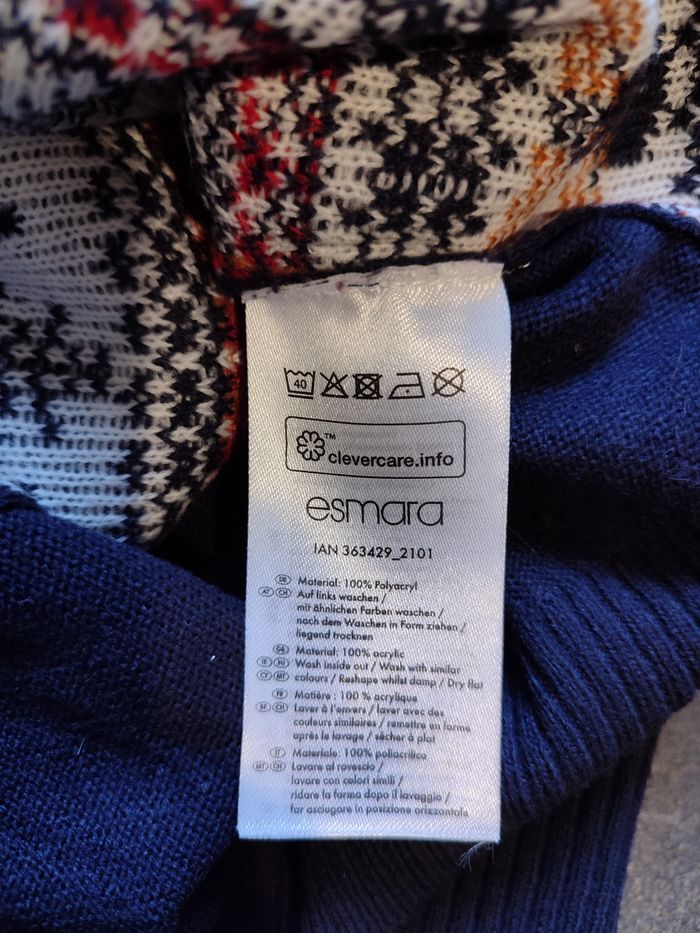 40
™
clevercare.info
esmara
IAN 363429_2101
DE Material: 100% Polyacryl
AT CH Auf links waschen /
mit ähnlichen Farben waschen /
nach dem Waschen in Form ziehen /
liegend trocknen
GB Material: 100% acrylic
IE NI Wash inside out / Wash with similar
CY MT colours / Reshape whilst damp / Dry flat
FR Matière : 100 % acrylique
BE CH Laver à l'envers / laver avec des
couleurs similaires / remettre en forme
après le lavage / sécher à plat
IT Materiale: 100% poliacrilico
MT CH Lavare al rovescio /
lavare con colori simili /
ridare la forma dopo il lavaggio /
far asciugare in posizione orizzontale